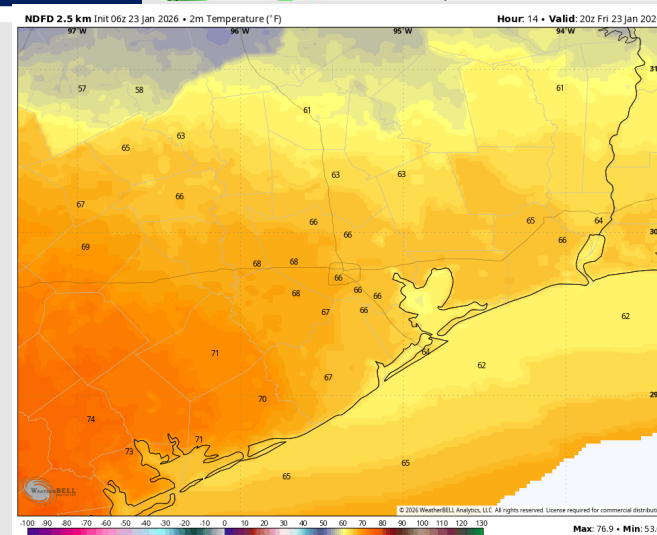 NDFD 2.5 km Init 06z 23 Jan 2026 • 2m Temperature (°F)
Hour: 14 • Valid: 20z Fri 23 Jan 202
97°W 96°W 95°W 94°W
31
57 58 61
61
63
65
63 63
66
67
66 65 64
66 66
69
68 68
66
68 66 66
67 66
62
71 64
62
67
70
29
74
71
73
65 65
30
WEATHERBELL
© 2026 WeatherBELL Analytics, LLC. All rights reserved. License required for commercial distributi
-100 -90 -80 -70 -60 -50 -40 -30 -20 -10 0 10 20 30 40 50 60 70 80 90 100 110 120 130
Max: 76.9 • Min: 53.